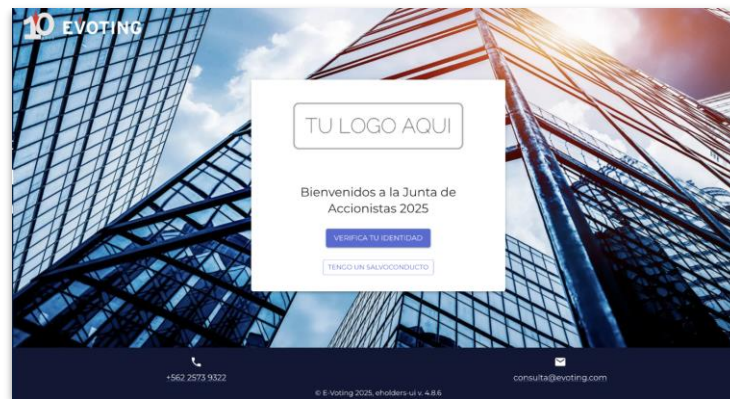 10 EVOTING
TU LOGO AQUI
Bienvenidos a la Junta de
Accionistas 2025
VERIFICA TU IDENTIDAD
TENGO UN SALVOCONDUCTO
+562 2573 9322
consulta@evoting.com
© E-Voting 2025, eholders-ui v. 4.8.6